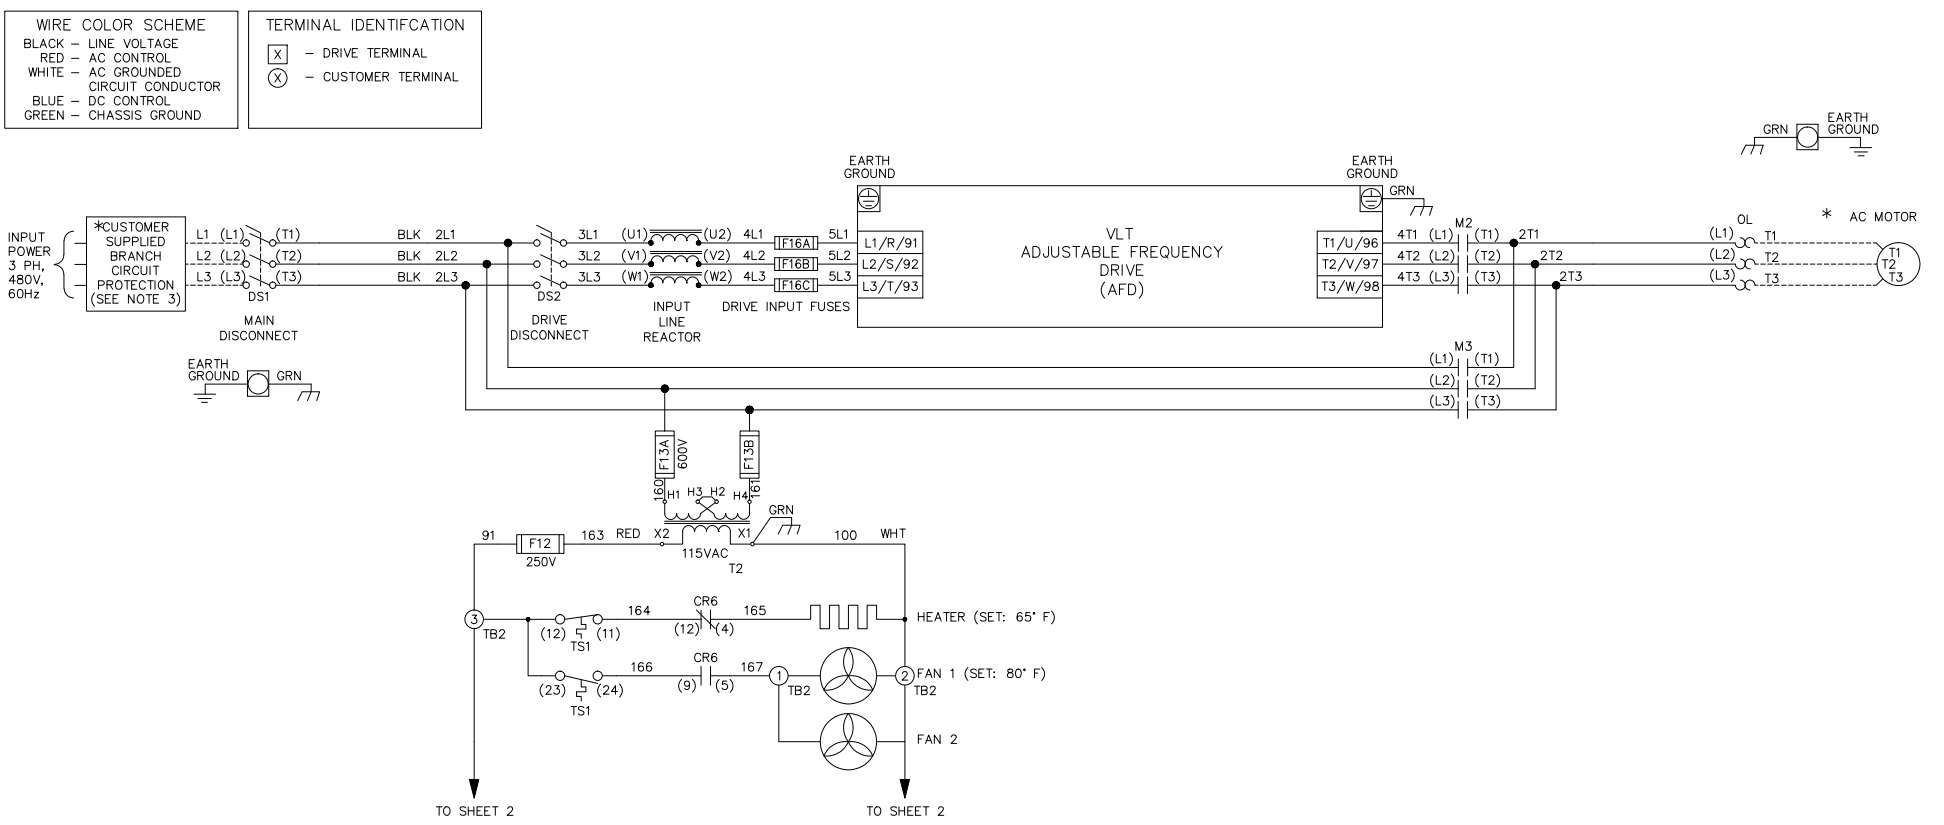 WIRE COLOR SCHEME
BLACK – LINE VOLTAGE
RED – AC CONTROL
WHITE – AC GROUNDED
CIRCUIT CONDUCTOR
BLUE – DC CONTROL
GREEN – CHASSIS GROUND
TERMINAL IDENTIFCATION
X – DRIVE TERMINAL
X – CUSTOMER TERMINAL
INPUT
POWER
3 PH,
480V,
60Hz
*CUSTOMER
SUPPLIED
BRANCH
CIRCUIT
PROTECTION
(SEE NOTE 3)
L1 (L1) (T1)
L2 (L2) (T2)
L3 (L3) (T3)
DS1
MAIN
DISCONNECT
EARTH
GROUND
GRN
BLK 2L1
BLK 2L2
BLK 2L3
3L1
3L2
3L3
DS2
DRIVE
DISCONNECT
(U1) (U2) 4L1
(V1) (V2) 4L2
(W1) (W2) 4L3
INPUT
LINE
REACTOR
F16A
F16B
F16C
DRIVE INPUT FUSES
5L1
5L2
5L3
EARTH
GROUND
L1/R/91
L2/S/92
L3/T/93
VLT
ADJUSTABLE FREQUENCY
DRIVE
(AFD)
EARTH
GROUND
GRN
T1/U/96
T2/V/97
T3/W/98
M2
4T1 (L1) (T1) 2T1
4T2 (L2) (T2) 2T2
4T3 (L3) (T3) 2T3
M3
(L1) (T1)
(L2) (T2)
(L3) (T3)
GRN
EARTH
GROUND
OL
* AC MOTOR
(L1) T1
(L2) T2
(L3) T3
T1
T2
T3
F13A
600V
F13B
160
161
H1 H3 H2 H4
GRN
91
F12
250V
163 RED X2
X1
115VAC
T2
100 WHT
3
TB2
164
CR6
165
(12) (11)
TS1
(12) (4)
HEATER (SET: 65° F)
166
CR6
167
(23) (24)
TS1
(9) (5)
1
TB2
2
TB2
FAN 1 (SET: 80° F)
FAN 2
TO SHEET 2
TO SHEET 2